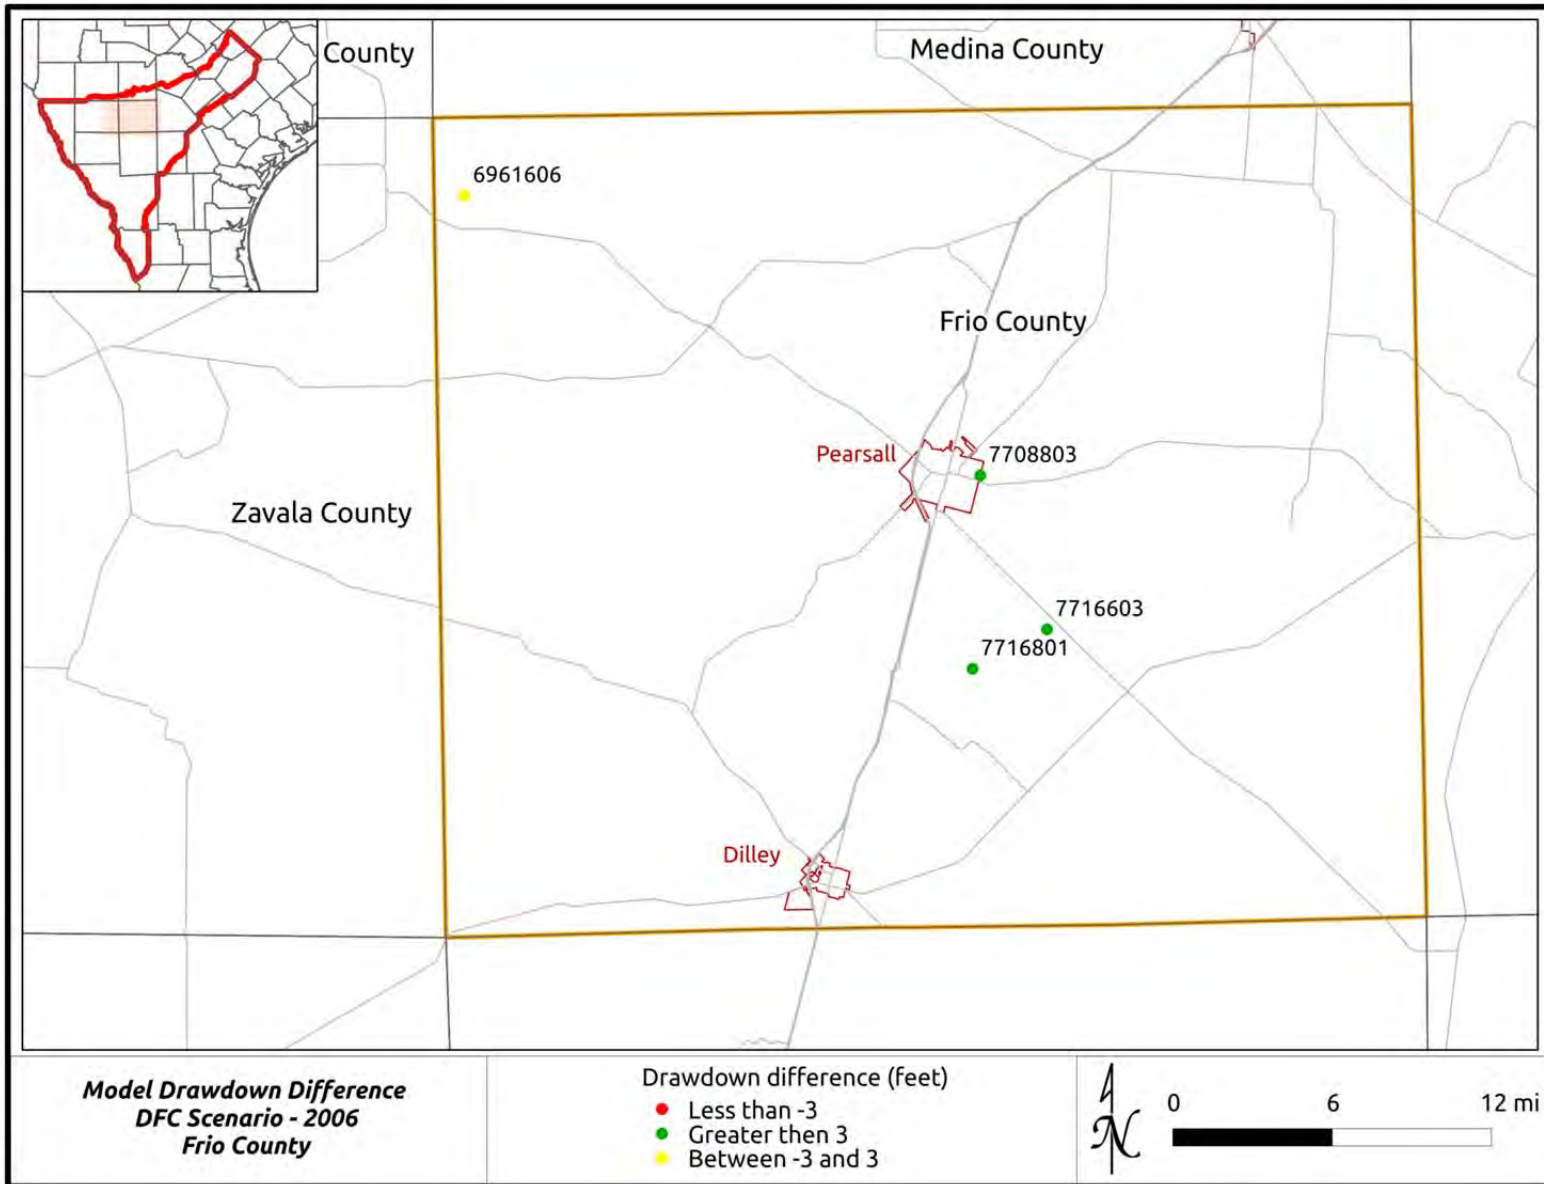 County
Medina County
6961606
Frio County
Pearsall
7708803
Zavala County
7716603
7716801
Dilley
Model Drawdown Difference
DFC Scenario - 2006
Frio County
Drawdown difference (feet)
Less than -3
Greater then 3
Between -3 and 3
N
0 6 12 mi